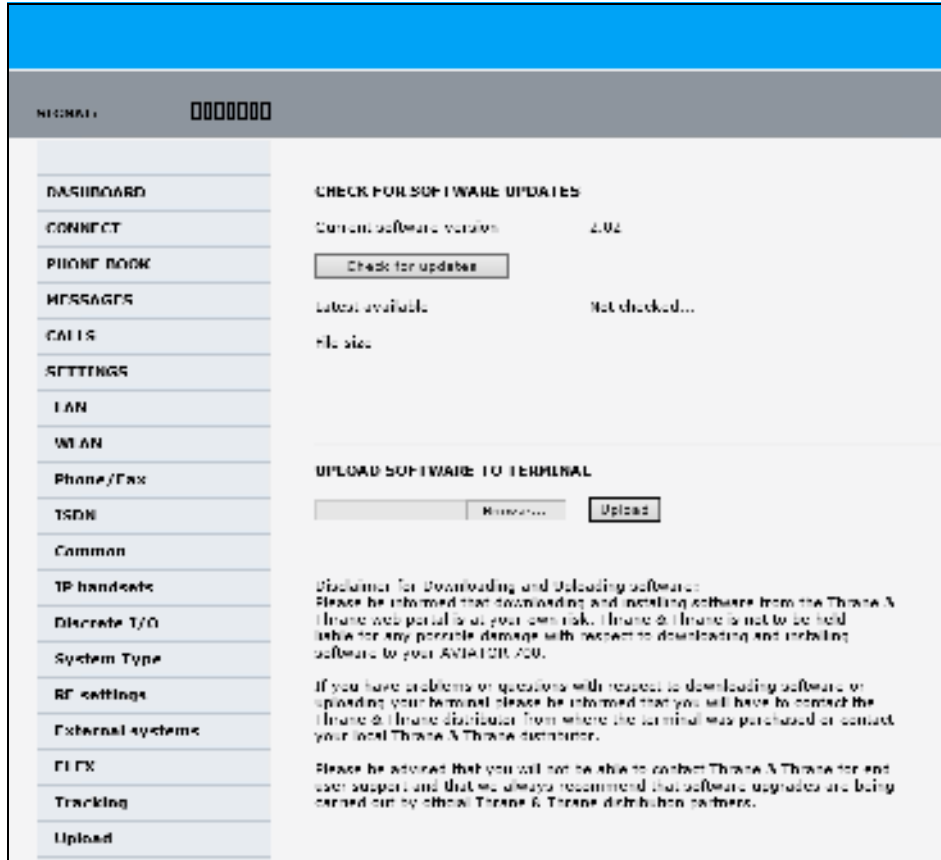 SIGNAL:
DASHBOARD
CONNECT
PHONE BOOK
MESSAGES
CALLS
SETTINGS
LAN
WLAN
Phone/Fax
ISDN
Common
IP handsets
Discrete I/O
System Type
RF settings
External systems
FLEX
Tracking
Upload
CHECK FOR SOFTWARE UPDATES
Current software version 2.02
Check for updates
Latest available Not checked...
File size
UPLOAD SOFTWARE TO TERMINAL
Browse... Upload
Disclaimer for Downloading and Uploading software:
Please be informed that downloading and installing software from the Thrane &
Thrane web portal is at your own risk. Thrane & Thrane is not to be held
liable for any possible damage with respect to downloading and installing
software to your AVIATOR 700.
If you have problems or questions with respect to downloading software or
uploading your terminal please be informed that you will have to contact the
Thrane & Thrane distributor from where the terminal was purchased or contact
your local Thrane & Thrane distributor.
Please be advised that you will not be able to contact Thrane & Thrane for end
user support and that we always recommend that software upgrades are being
carried out by official Thrane & Thrane distribution partners.